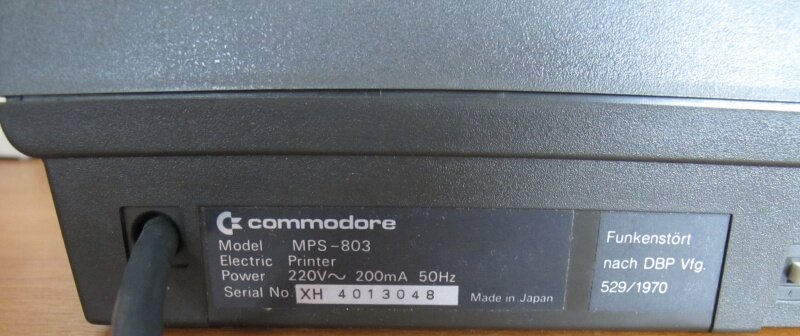 commodore
Model MPS-803
Electric Printer
Power 220V~ 200mA 50Hz
Serial No. XH 4013048 Made in Japan
Funkenstört
nach DBP Vfg.
529/1970